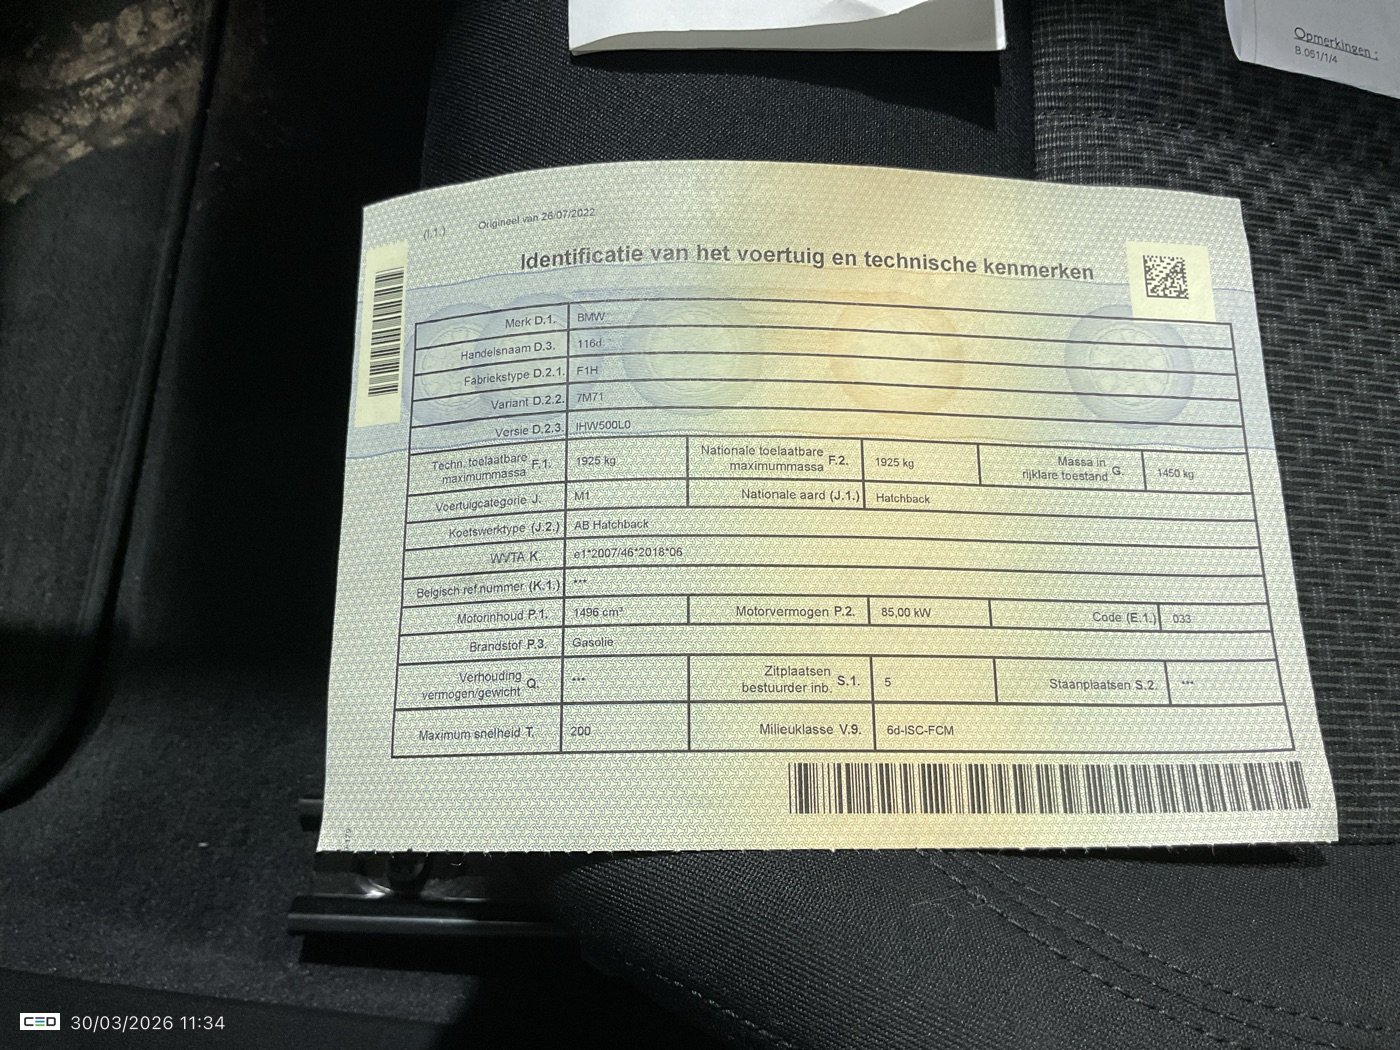 Opmerkingen :
B.061/1/4
(I.1.) Origineel van 26/07/2022
Identificatie van het voertuig en technische kenmerken
Merk D.1. BMW
Handelsnaam D.3. 116d
Fabriekstype D.2.1. F1H
Variant D.2.2. 7M71
Versie D.2.3. IHW500L0
Techn. toelaatbare maximummassa F.1. 1925 kg Nationale toelaatbare maximummassa F.2. 1925 kg Massa in rijklare toestand G. 1450 kg
Voertuigcategorie J. M1 Nationale aard (J.1.) Hatchback
Koetswerktype (J.2.) AB Hatchback
WVTA K. e1*2007/46*2018*06
Belgisch ref.nummer (K.1.) ***
Motorinhoud P.1. 1496 cm³ Motorvermogen P.2. 85,00 kW Code (E.1.) 033
Brandstof P.3. Gasolie
Verhouding vermogen/gewicht Q. *** Zitplaatsen bestuurder inb. S.1. 5 Staanplaatsen S.2. ***
Maximum snelheid T. 200 Milieuklasse V.9. 6d-ISC-FCM
CED 30/03/2026 11:34